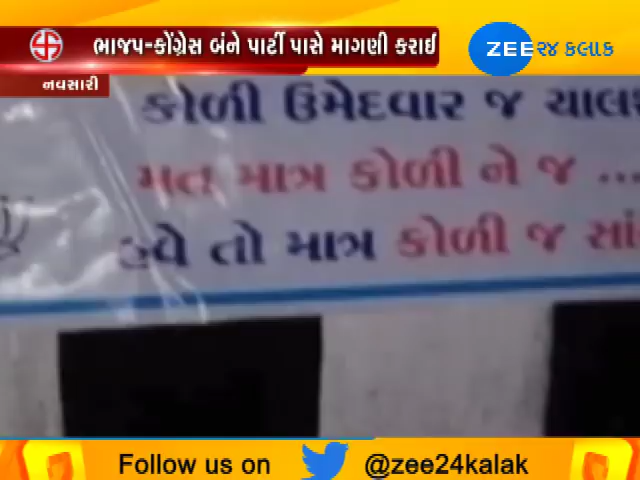 ભાજપ-કોંગ્રેસ બંને પાર્ટી પાસે માગણી કરાઈ
ZEE ૨૪ કલાક
નવસારી
કોળી ઉમેદવાર જ
મત માત્ર કોળી ને જ ...
તો માત્ર કોળી જ
Follow us on @zee24kalak